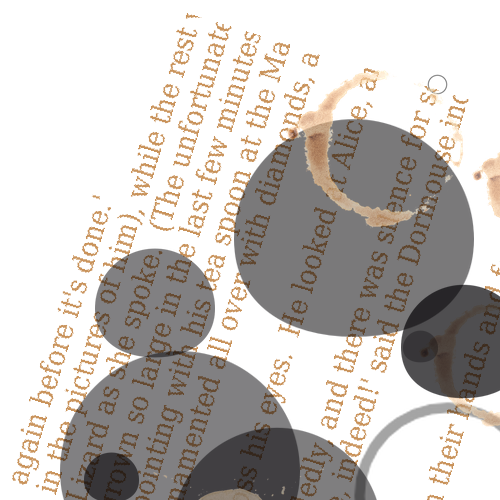 again before it's done.'
in the pictures of him), while the rest
lizard as she spoke. (The unfortunate
rown so large in the last few minutes
ponting with his tea spoon at the Ma
namented all over with diamonds, a
ss his eyes. He looked t Alice, a
edly, and there was silence for s
indeed!' said the Dormouse in
their hands and f